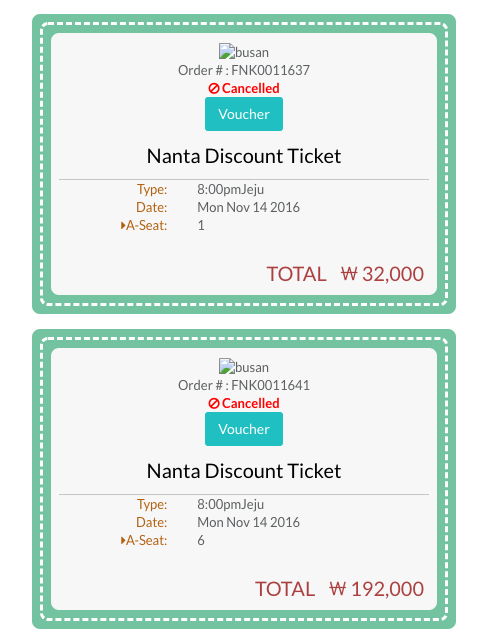 busan
Order # : FNK0011637
Cancelled
Voucher
Nanta Discount Ticket
Type: 8:00pmJeju
Date: Mon Nov 14 2016
A-Seat: 1
TOTAL ₩ 32,000
busan
Order # : FNK0011641
Cancelled
Voucher
Nanta Discount Ticket
Type: 8:00pmJeju
Date: Mon Nov 14 2016
A-Seat: 6
TOTAL ₩ 192,000